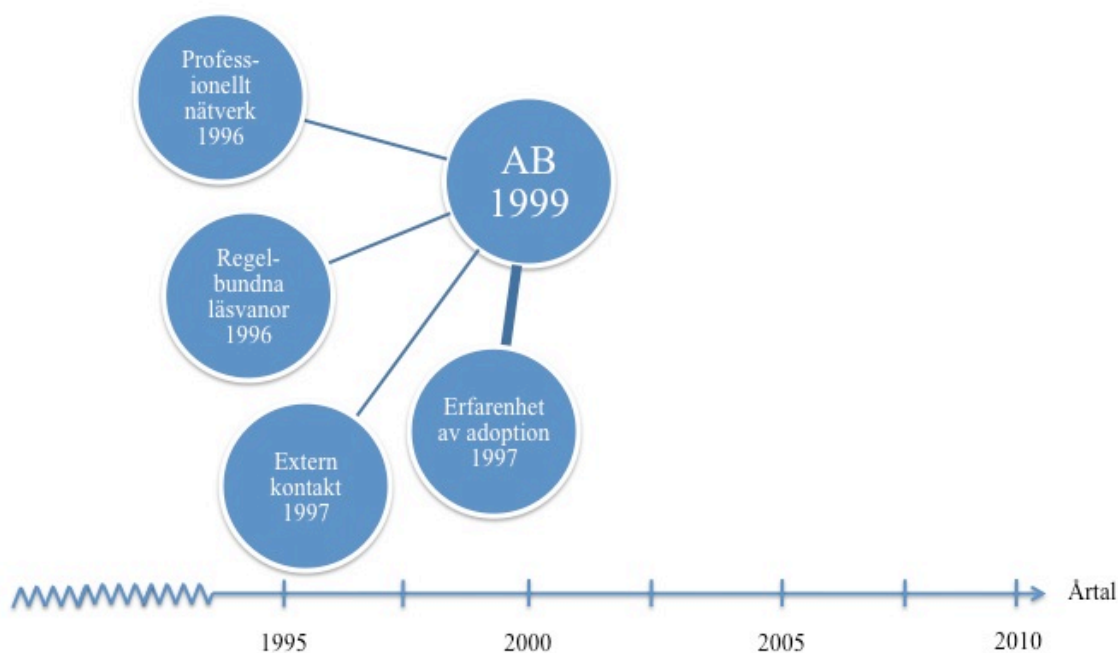 Profess-
ionellt
nätverk
1996
AB
1999
Regel-
bundna
läsvanor
1996
Erfarenhet
av adoption
1997
Extern
kontakt
1997
Årtal
1995
2000
2005
2010